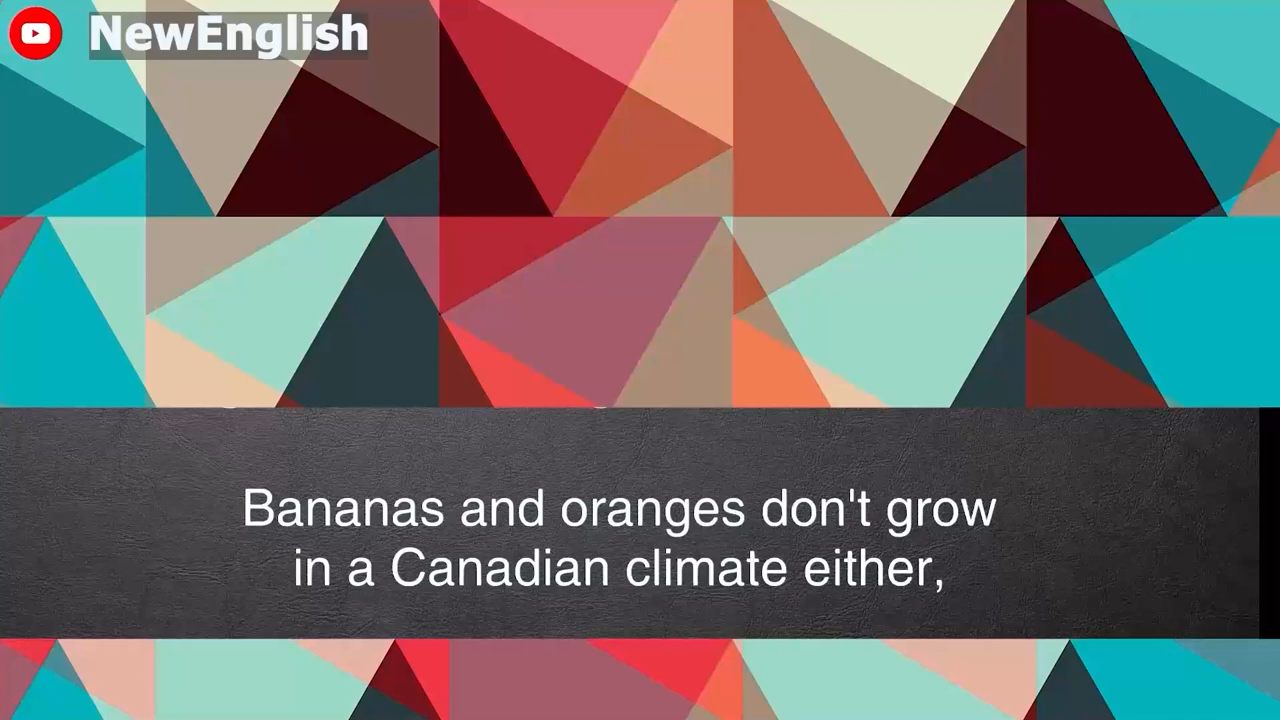 NewEnglish
Bananas and oranges don't grow
in a Canadian climate either,